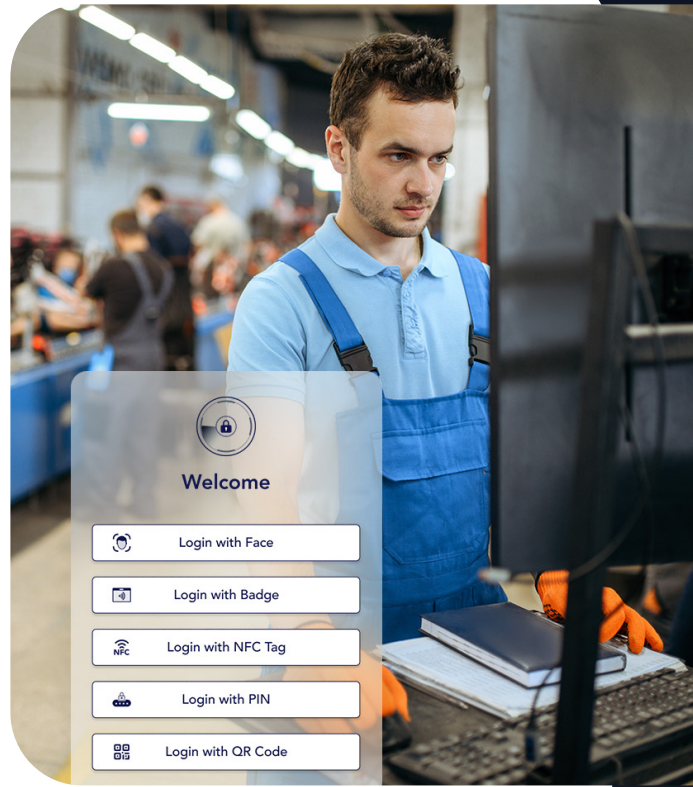 Welcome
Login with Face
Login with Badge
NFC
Login with NFC Tag
Login with PIN
Login with QR Code